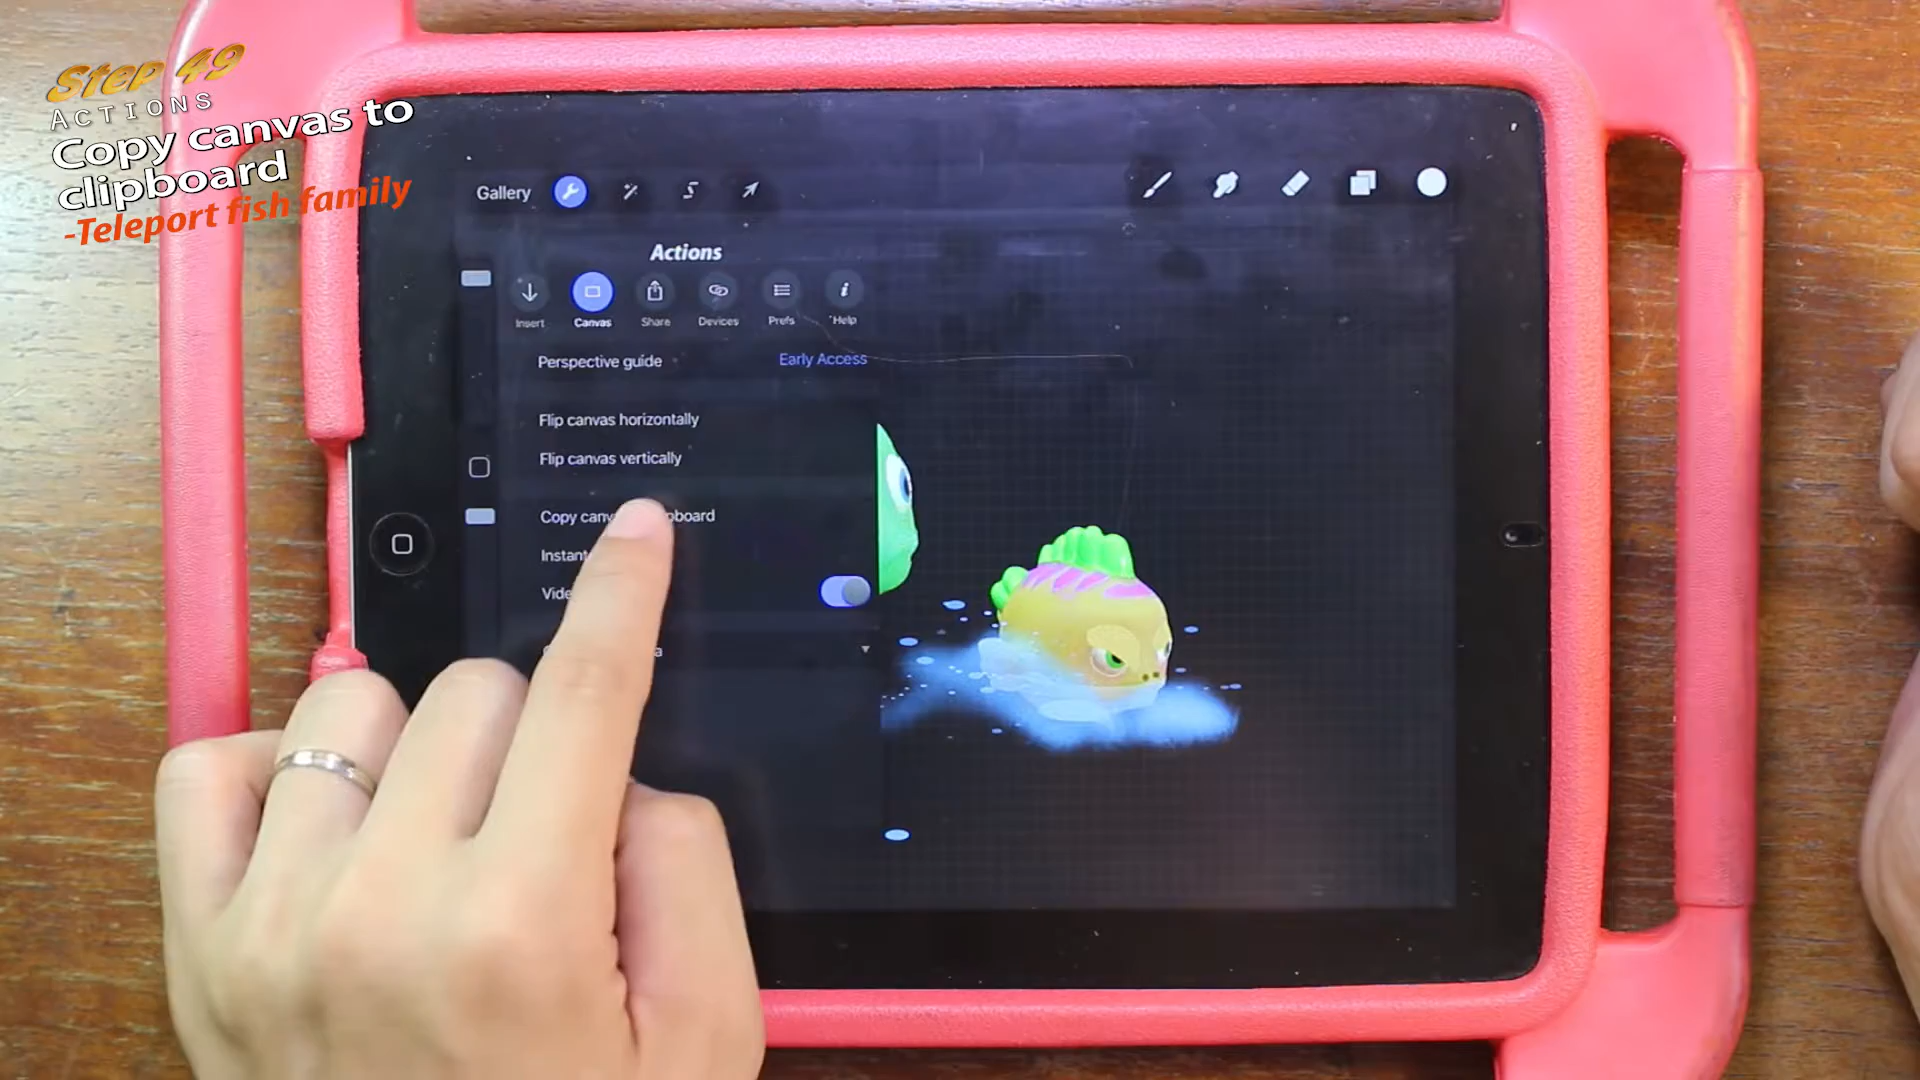 Step 49
ACTIONS
Copy canvas to
clipboard
-Teleport fish family
Gallery
Actions
Insert
Canvas
Share
Devices
Prefs
Help
Perspective guide
Early Access
Flip canvas horizontally
Flip canvas vertically
Copy